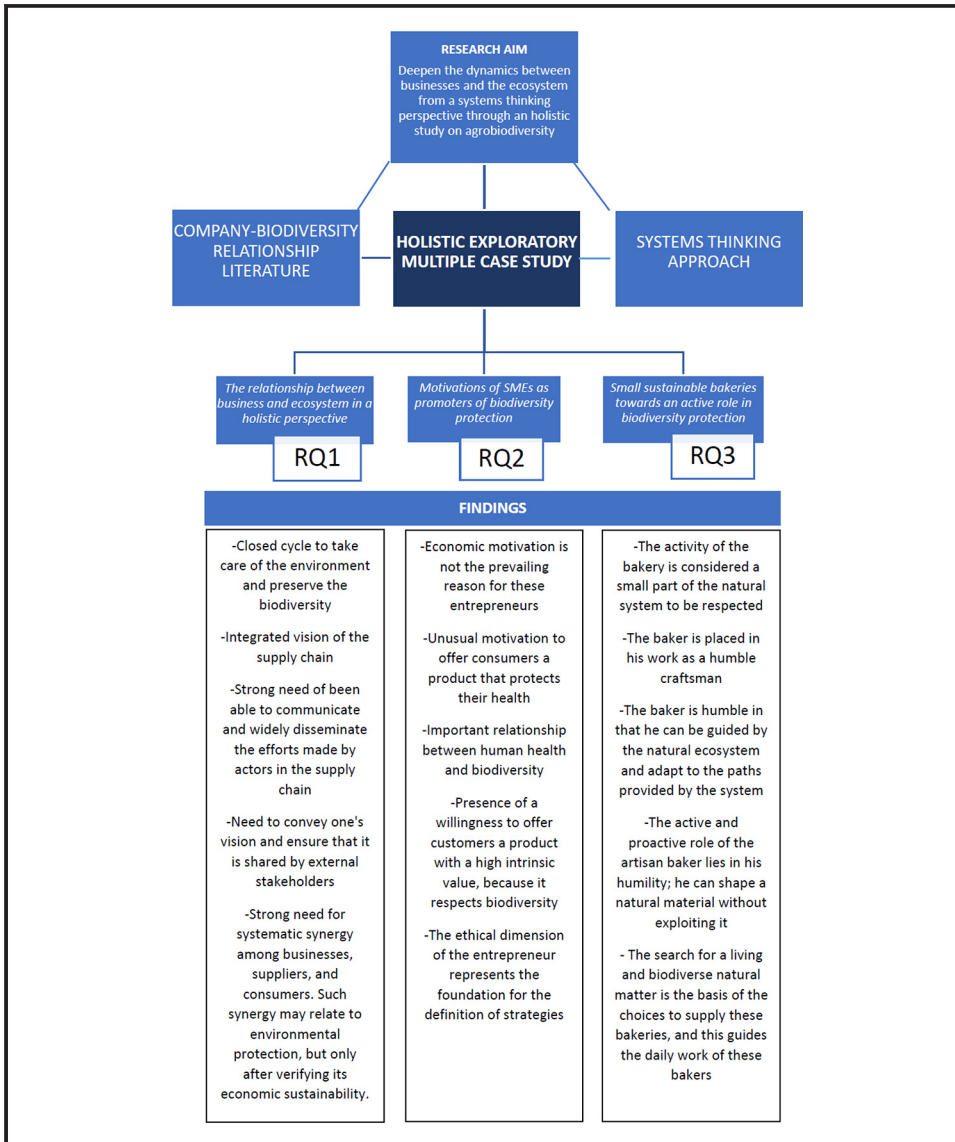 RESEARCH AIM
Deepen the dynamics between
businesses and the ecosystem
from a systems thinking
perspective through an holistic
study on agrobiodiversity
COMPANY-BIODIVERSITY
RELATIONSHIP
LITERATURE
HOLISTIC EXPLORATORY
MULTIPLE CASE STUDY
SYSTEMS THINKING
APPROACH
The relationship between
business and ecosystem in a
holistic perspective
RQ1
Motivations of SMEs as
promoters of biodiversity
protection
RQ2
Small sustainable bakeries
towards an active role in
biodiversity protection
RQ3
FINDINGS
-Closed cycle to take
care of the environment
and preserve the
biodiversity
-Integrated vision of the
supply chain
-Strong need of been
able to communicate
and widely disseminate
the efforts made by
actors in the supply
chain
-Need to convey one's
vision and ensure that it
is shared by external
stakeholders
-Strong need for
systematic synergy
among businesses,
suppliers, and
consumers. Such
synergy may relate to
environmental
protection, but only
after verifying its
economic sustainability.
-Economic motivation is
not the prevailing
reason for these
entrepreneurs
-Unusual motivation to
offer consumers a
product that protects
their health
-Important relationship
between human health
and biodiversity
-Presence of a
willingness to offer
customers a product
with a high intrinsic
value, because it
respects biodiversity
-The ethical dimension
of the entrepreneur
represents the
foundation for the
definition of strategies
-The activity of the
bakery is considered a
small part of the natural
system to be respected
-The baker is placed in
his work as a humble
craftsman
-The baker is humble in
that he can be guided by
the natural ecosystem
and adapt to the paths
provided by the system
-The active and
proactive role of the
artisan baker lies in his
humility; he can shape a
natural material without
exploiting it
- The search for a living
and biodiverse natural
matter is the basis of the
choices to supply these
bakeries, and this guides
the daily work of these
bakers